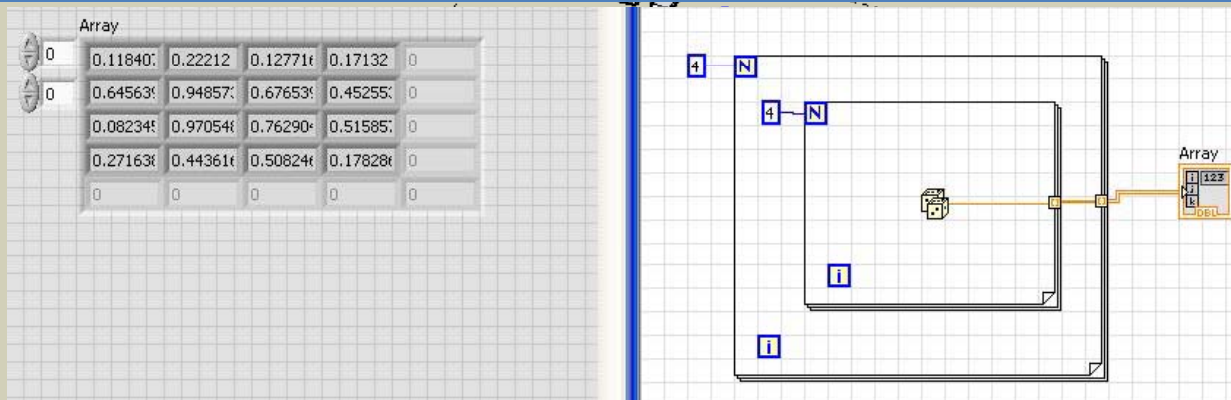 Array
0 0.118407 0.22212 0.127716 0.17132 0
0 0.645639 0.948573 0.676539 0.452553 0
0.082345 0.970548 0.762904 0.515857 0
0.271638 0.443616 0.508246 0.178286 0
0 0 0 0 0
4 N
4 N
Array
i 123
j
k
DBL
i
i